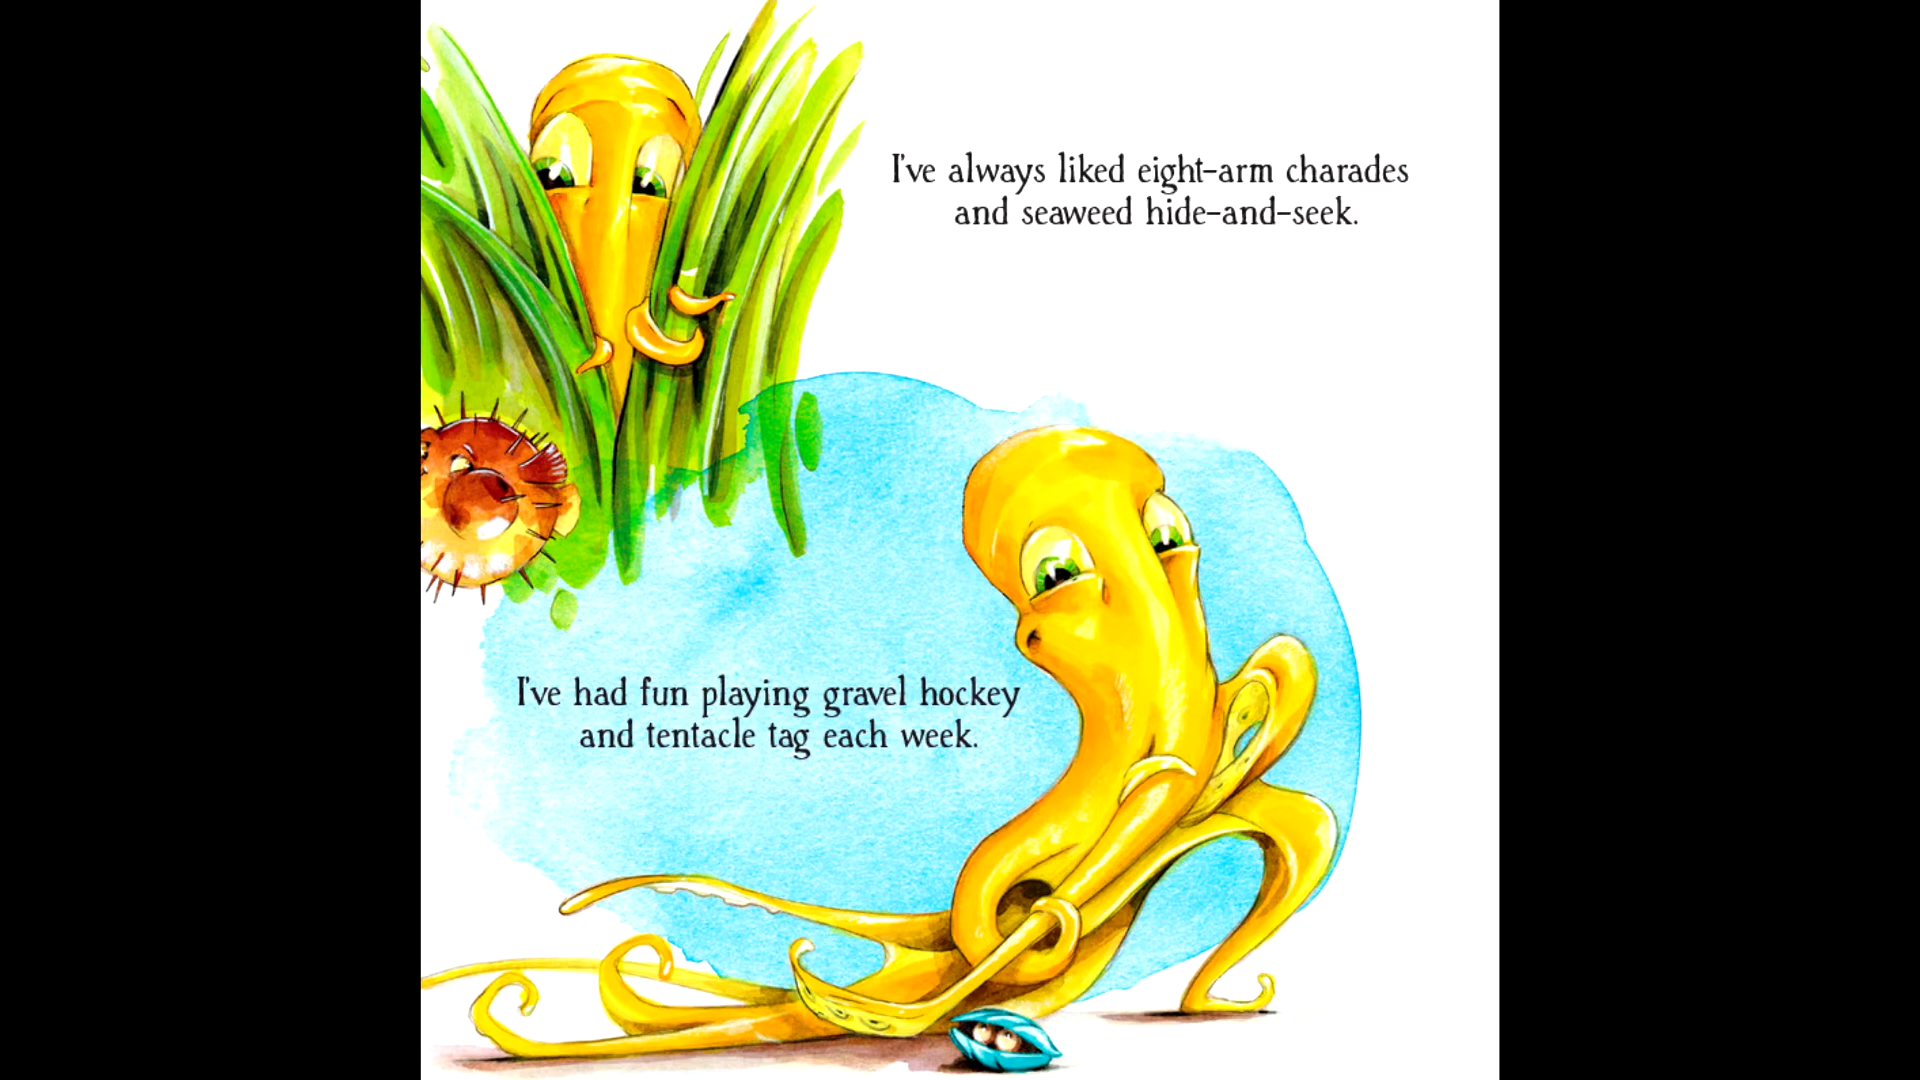 I've always liked eight-arm charades
and seaweed hide-and-seek.
I've had fun playing gravel hockey
and tentacle tag each week.